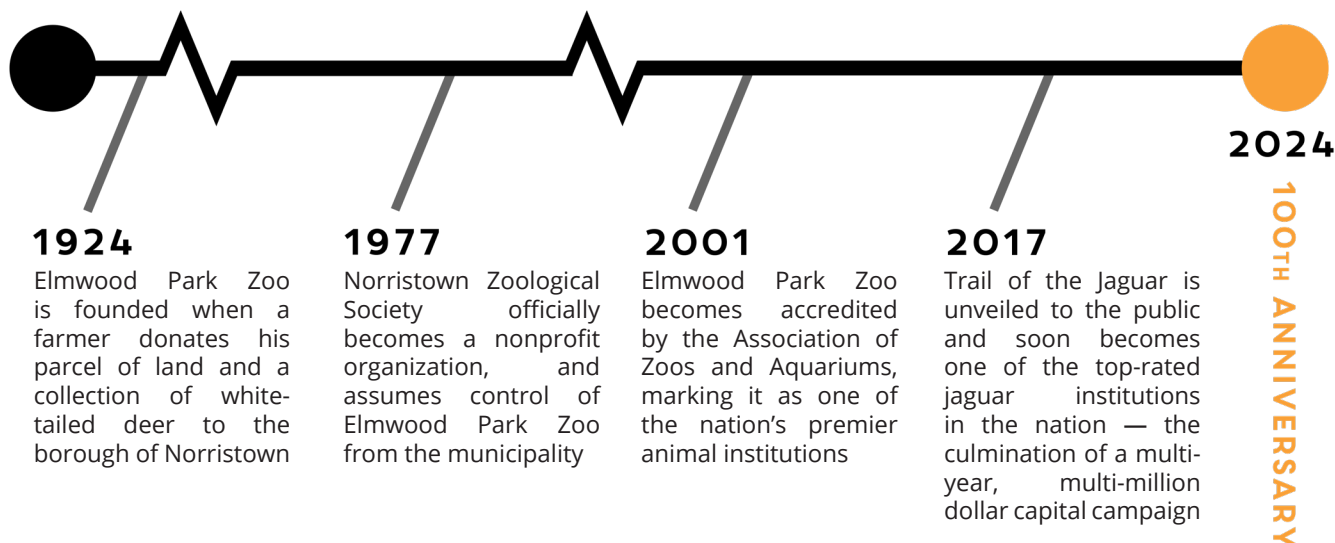 1924
Elmwood Park Zoo
is founded when a
farmer donates his
parcel of land and a
collection of white-
tailed deer to the
borough of Norristown
1977
Norristown Zoological
Society officially
becomes a nonprofit
organization, and
assumes control of
Elmwood Park Zoo
from the municipality
2001
Elmwood Park Zoo
becomes accredited
by the Association of
Zoos and Aquariums,
marking it as one of
the nation’s premier
animal institutions
2017
Trail of the Jaguar is
unveiled to the public
and soon becomes
one of the top-rated
jaguar institutions
in the nation — the
culmination of a multi-
year, multi-million
dollar capital campaign
2024
100TH ANNIVERSARY